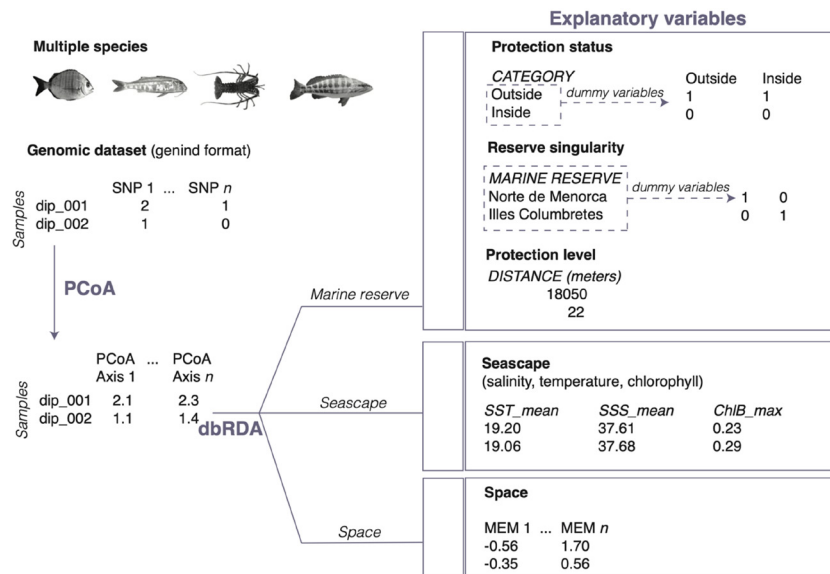 Explanatory variables
Multiple species
Genomic dataset (genind format)
SNP 1 ... SNP n
Samples
dip_001 2 1
dip_002 1 0
PCoA
PCoA ... PCoA
Axis 1 Axis n
Samples
dip_001 2.1 2.3
dip_002 1.1 1.4
dbRDA
Marine reserve
Seascape
Space
Protection status
CATEGORY Outside Inside
Outside dummy variables 1 1
Inside 0 0
Reserve singularity
MARINE RESERVE dummy variables
Norte de Menorca 1 0
Illes Columbretes 0 1
Protection level
DISTANCE (meters)
18050
22
Seascape
(salinity, temperature, chlorophyll)
SST_mean SSS_mean ChlB_max
19.20 37.61 0.23
19.06 37.68 0.29
Space
MEM 1 ... MEM n
-0.56 1.70
-0.35 0.56